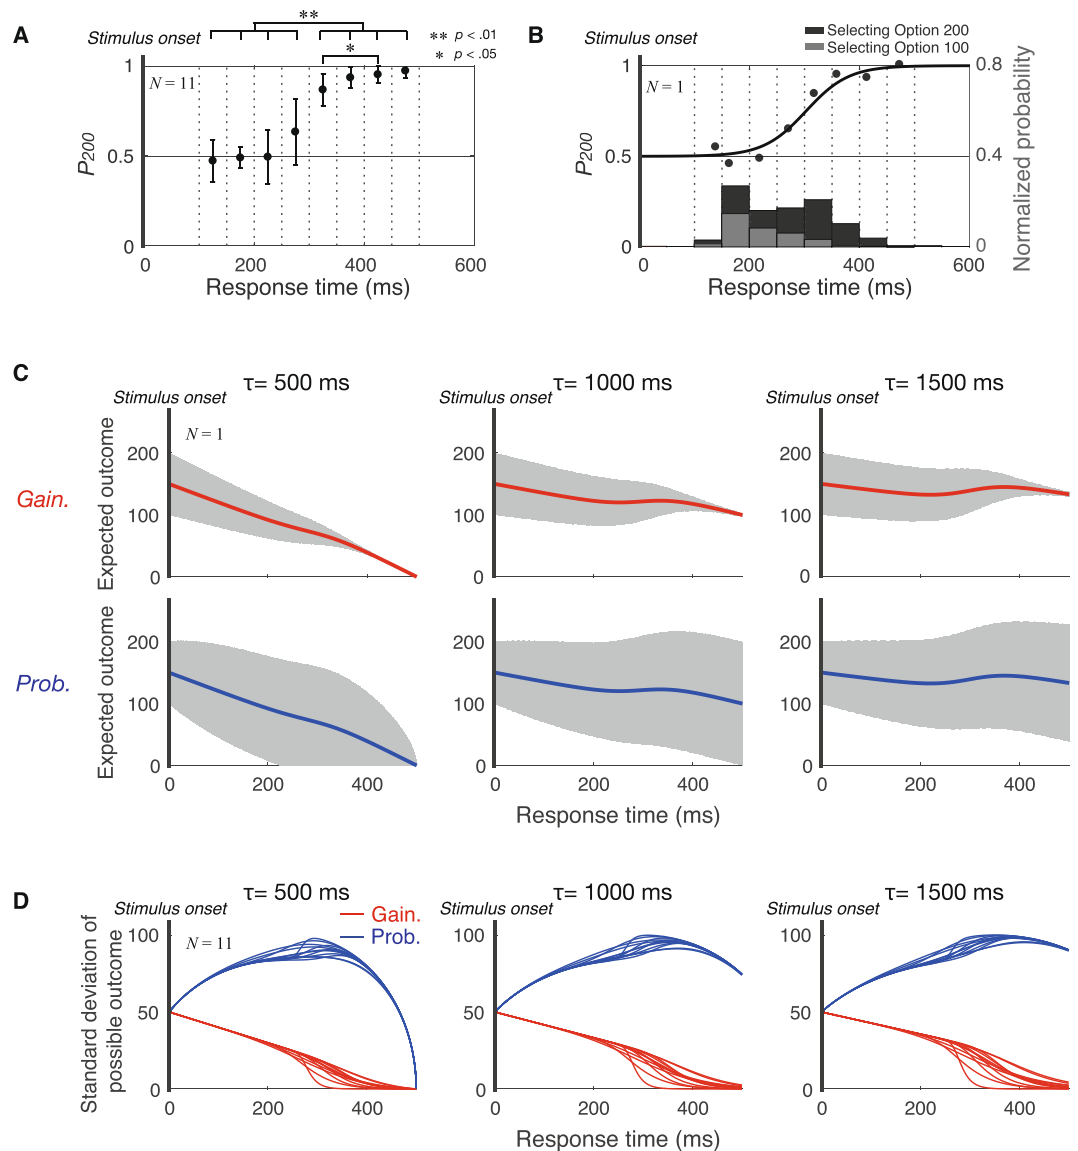 A
Stimulus onset
**
*
** p < .01
* p < .05
N = 11
P200
1
0.5
0
0 200 400 600
Response time (ms)
B
Stimulus onset
Selecting Option 200
Selecting Option 100
N = 1
P200
1
0.5
0
0.8
0.4
0
Normalized probability
0 200 400 600
Response time (ms)
C
τ= 500 ms
τ= 1000 ms
τ= 1500 ms
Stimulus onset
Stimulus onset
Stimulus onset
Gain.
Expected outcome
N = 1
200
100
0
200
100
0
200
100
0
Prob.
Expected outcome
200
100
0
200
100
0
200
100
0
0 200 400
0 200 400
0 200 400
Response time (ms)
D
τ= 500 ms
τ= 1000 ms
τ= 1500 ms
Stimulus onset
Stimulus onset
Stimulus onset
Gain.
Prob.
N = 11
Standard deviation of
possible outcome
100
50
0
100
50
0
100
50
0
0 200 400
0 200 400
0 200 400
Response time (ms)